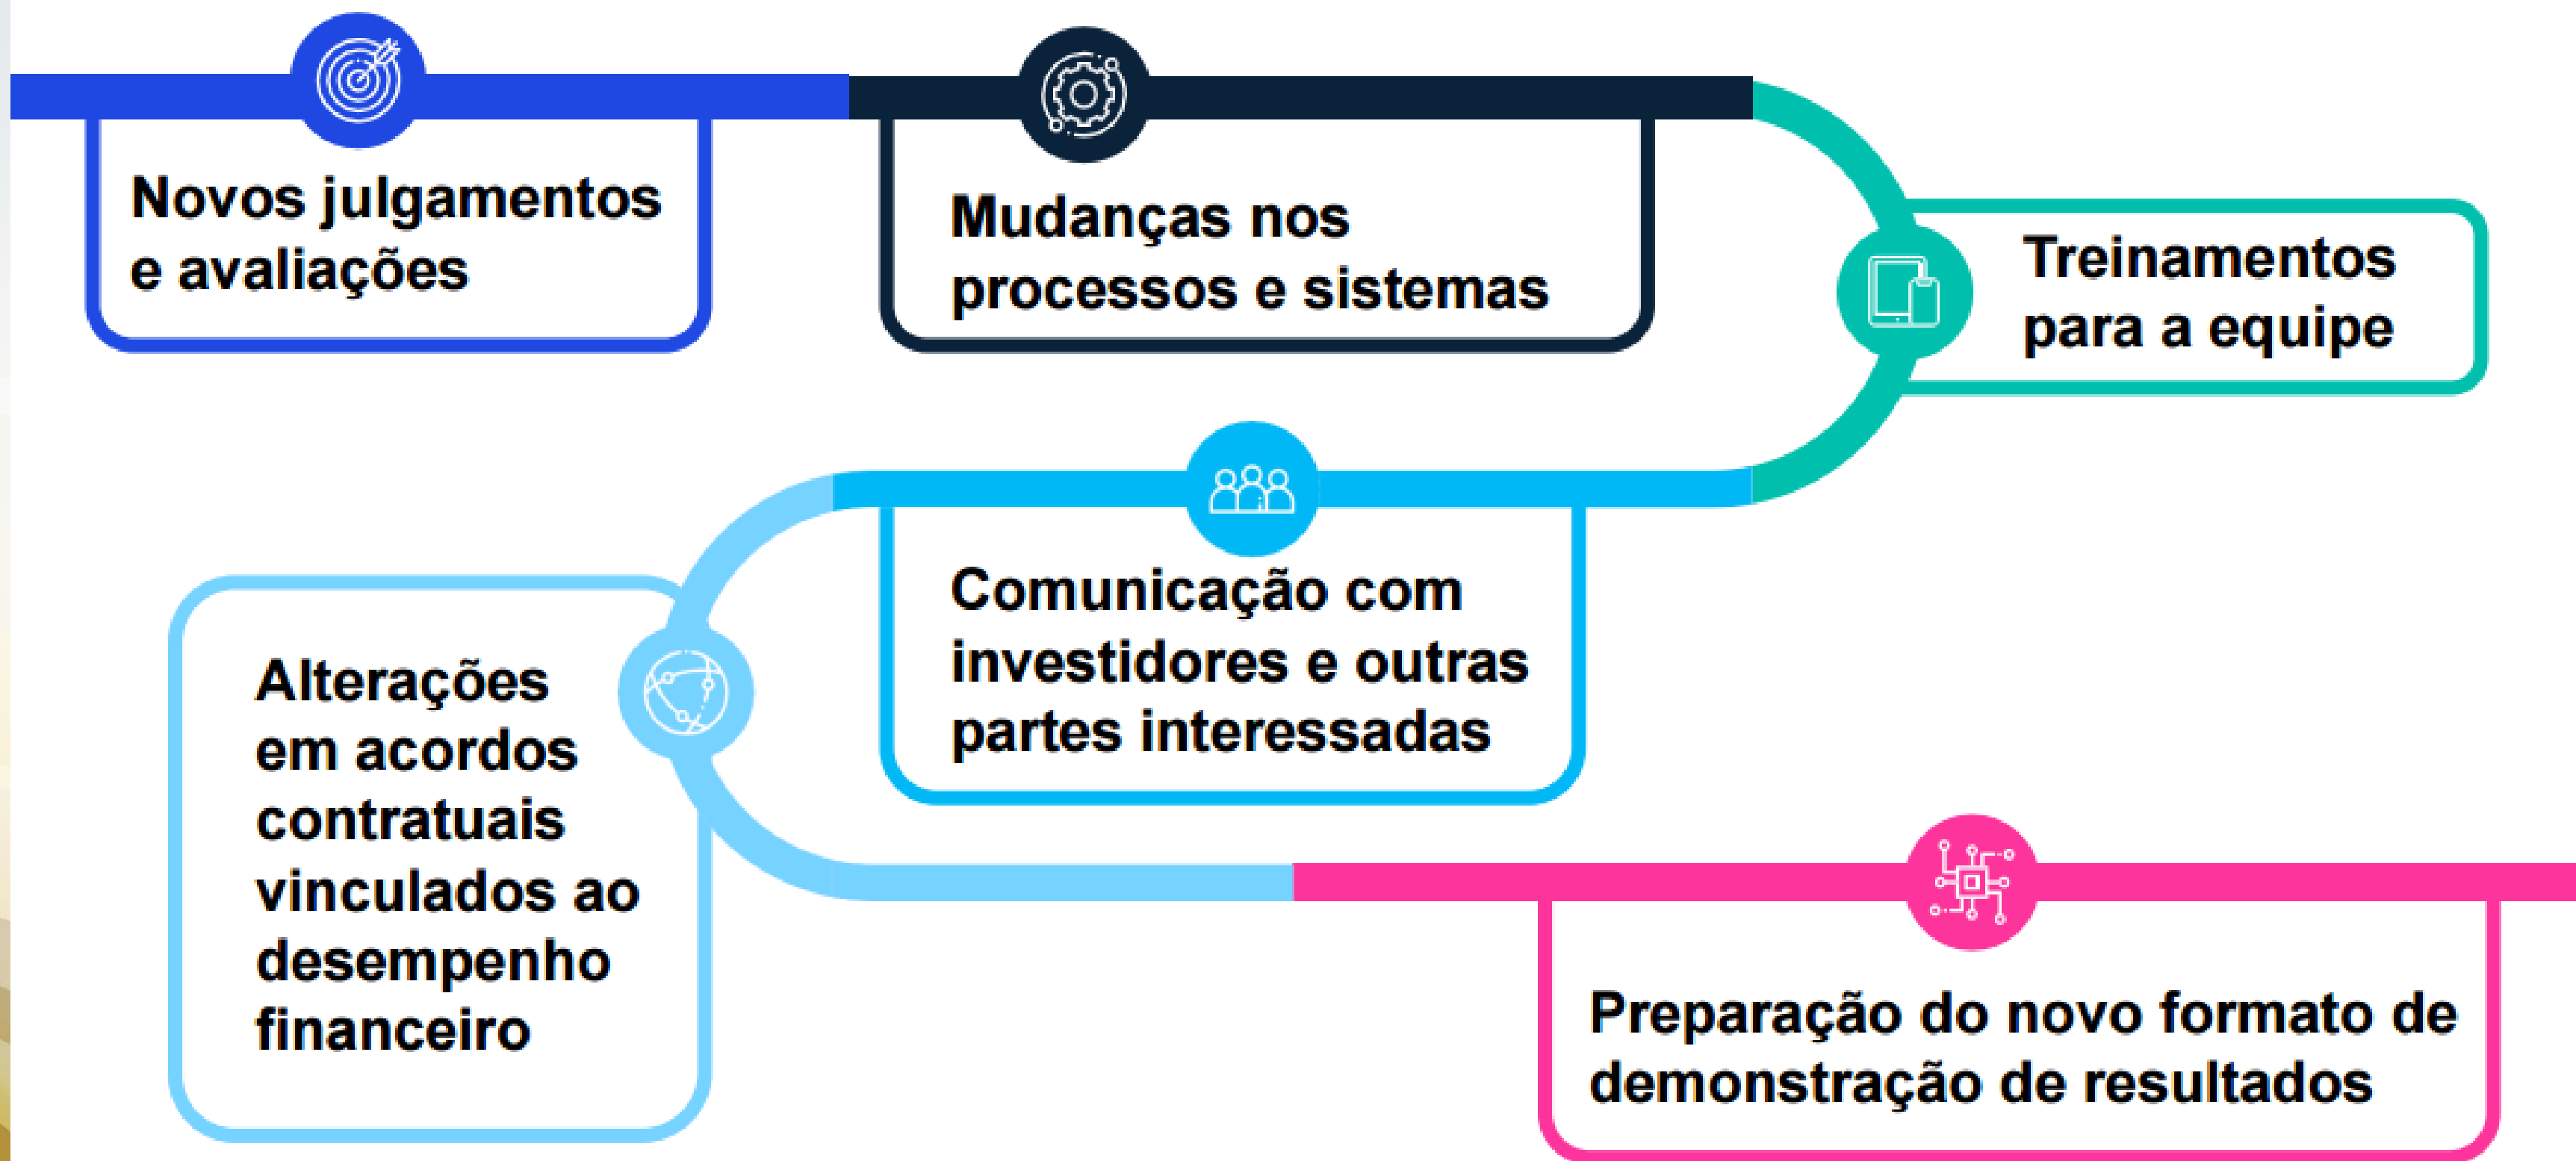 Novos julgamentos
e avaliações
Mudanças nos
processos e sistemas
Treinamentos
para a equipe
Comunicação com
investidores e outras
partes interessadas
Alterações
em acordos
contratuais
vinculados ao
desempenho
financeiro
Preparação do novo formato de
demonstração de resultados